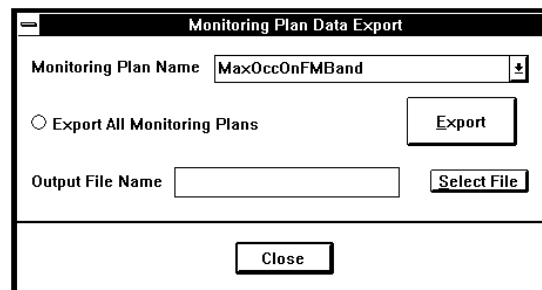 Monitoring Plan Data Export
Monitoring Plan Name MaxOccOnFMBand
Export All Monitoring Plans
Export
Output File Name
Select File
Close